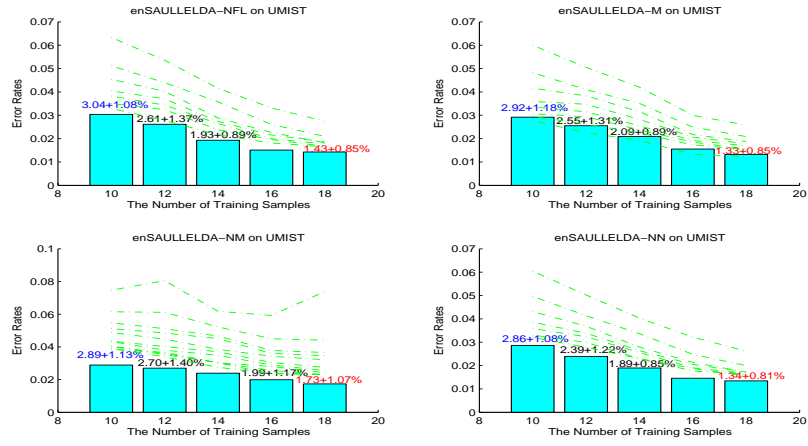 enSAULLELDA-NFL on UMIST
0.07
0.06
0.05
0.04
0.03
0.02
0.01
0
Error Rates
3.04+1.08%
2.61+1.37%
1.93+0.89%
1.43+0.85%
8 10 12 14 16 18 20
The Number of Training Samples
enSAULLELDA-M on UMIST
0.07
0.06
0.05
0.04
0.03
0.02
0.01
0
Error Rates
2.92+1.18%
2.55+1.31%
2.09+0.89%
1.33+0.85%
8 10 12 14 16 18 20
The Number of Training Samples
enSAULLELDA-NM on UMIST
0.1
0.08
0.06
0.04
0.02
0
Error Rates
2.89+1.13%
2.70+1.40%
1.99+1.17%
1.73+1.07%
8 10 12 14 16 18 20
The Number of Training Samples
enSAULLELDA-NN on UMIST
0.07
0.06
0.05
0.04
0.03
0.02
0.01
0
Error Rates
2.86+1.08%
2.39+1.22%
1.89+0.85%
1.34+0.81%
8 10 12 14 16 18 20
The Number of Training Samples